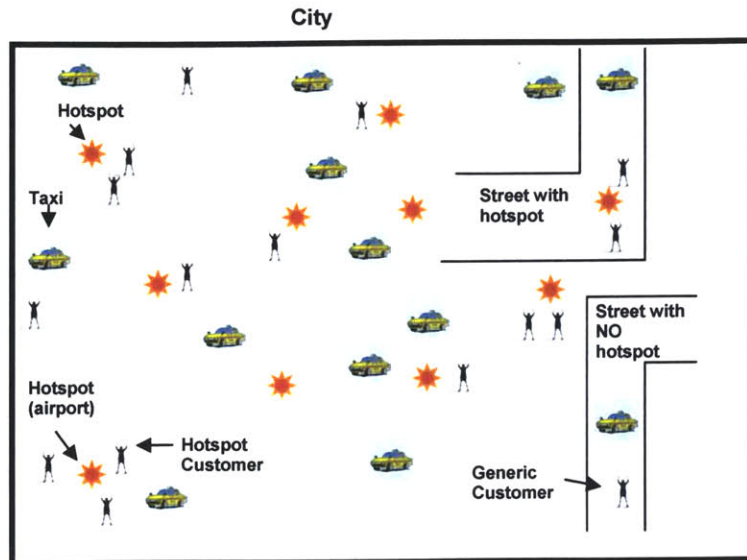 City
Hotspot
Taxi
Street with
hotspot
Street with
NO
hotspot
Hotspot
(airport)
Hotspot
Customer
Generic
Customer